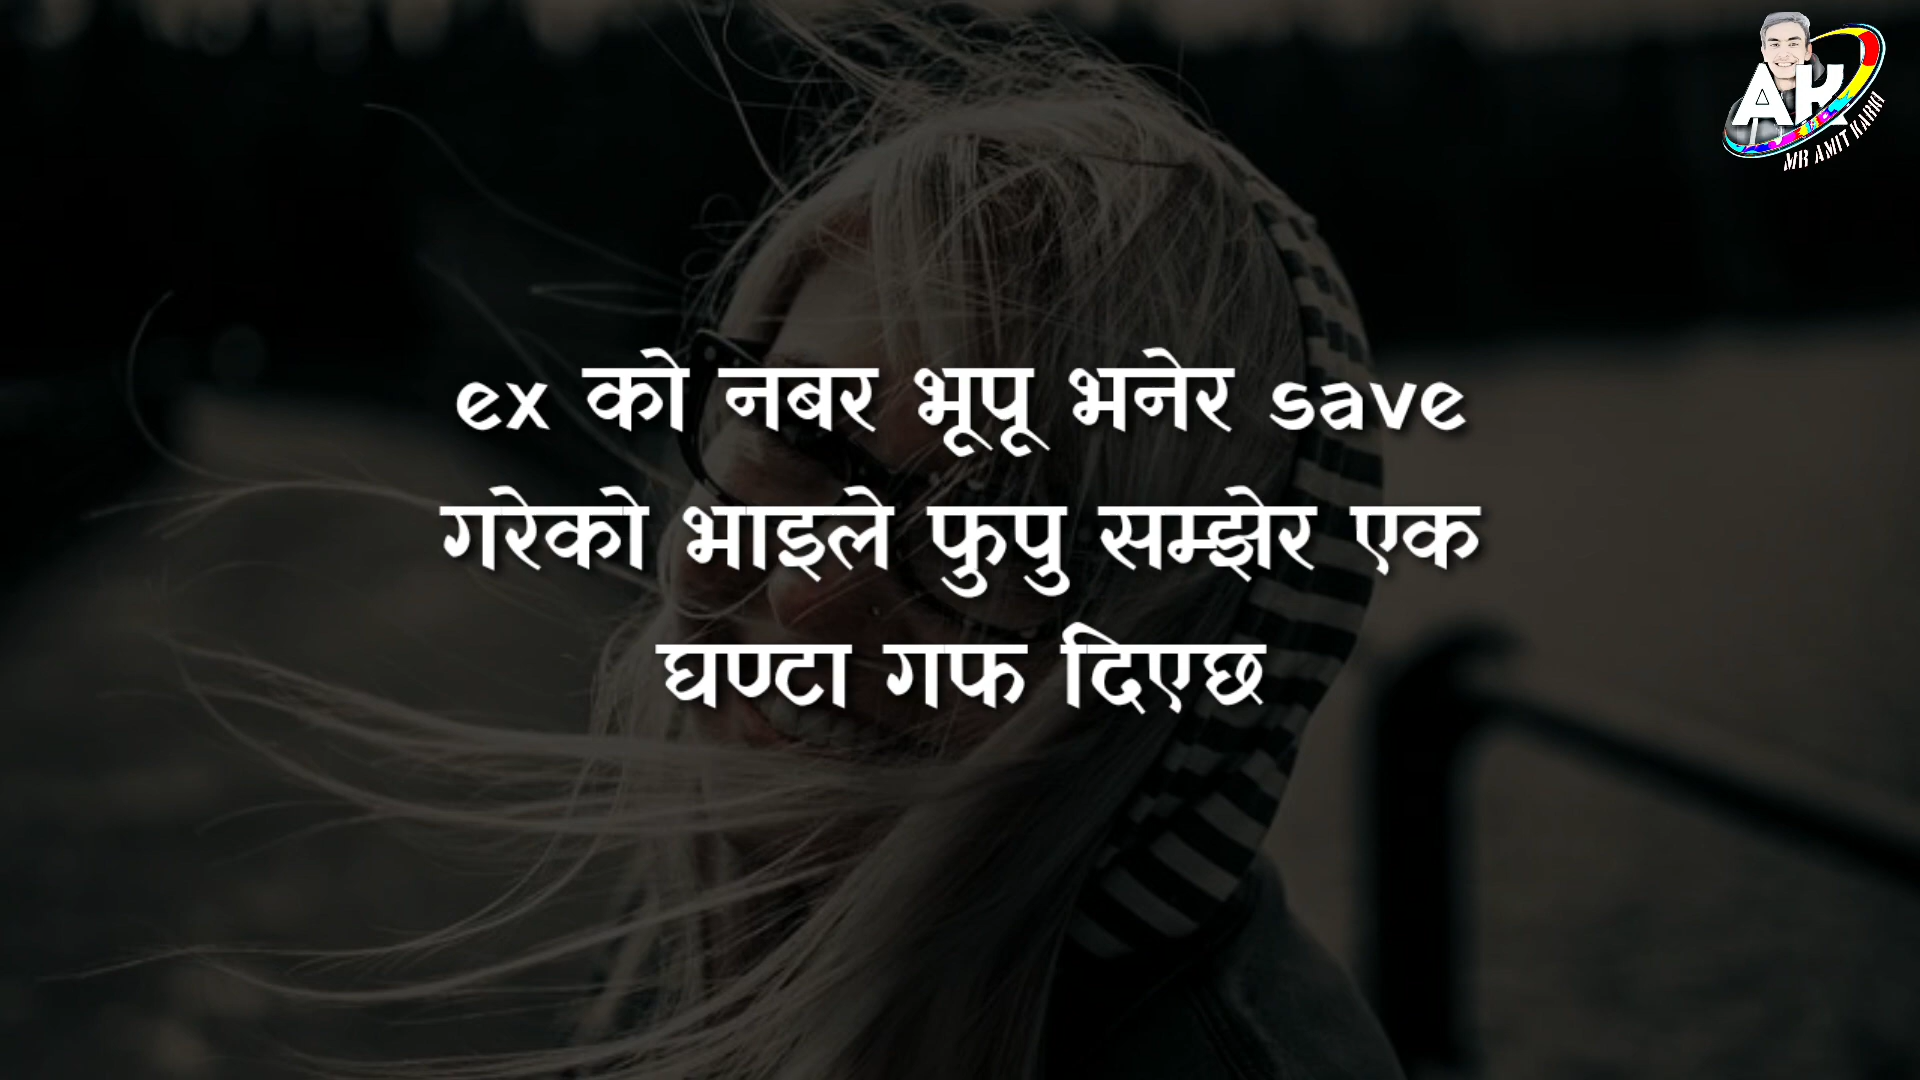 AK
MR AMIT KARKI
ex को नबर भूपू भनेर save
गरेको भाइले फुपु सम्झेर एक
घण्टा गफ दिएछ